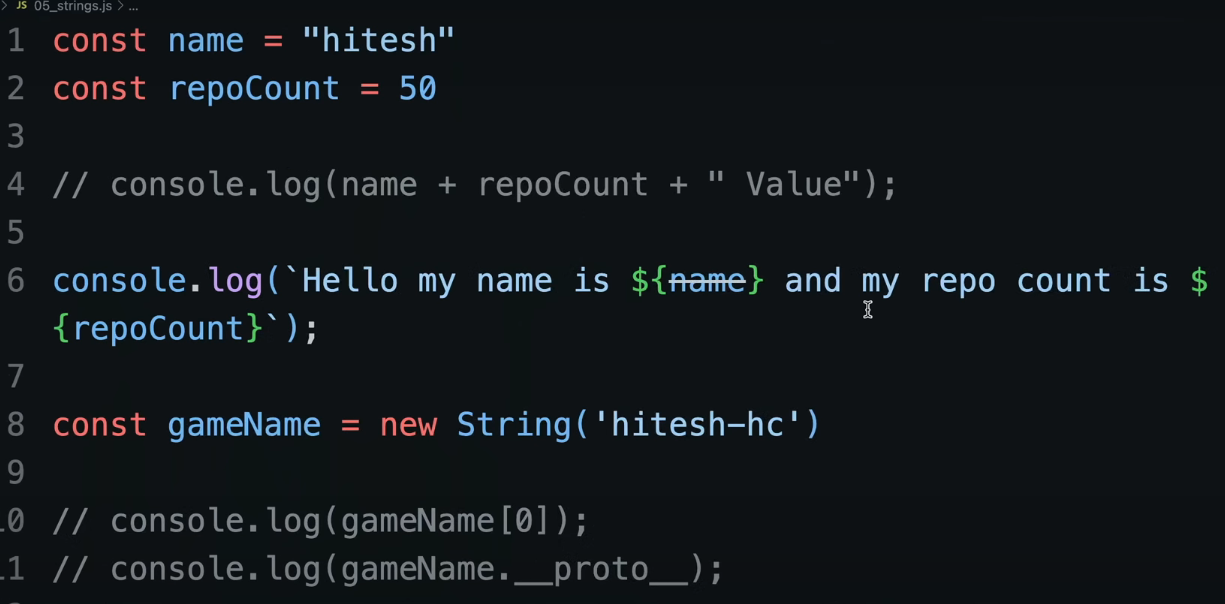 JS 05_strings.js > ...
1 const name = "hitesh"
2 const repoCount = 50
3
4 // console.log(name + repoCount + " Value");
5
6 console.log(`Hello my name is ${name} and my repo count is $
{repoCount}`);
7
8 const gameName = new String('hitesh-hc')
9
10 // console.log(gameName[0]);
11 // console.log(gameName.__proto__);